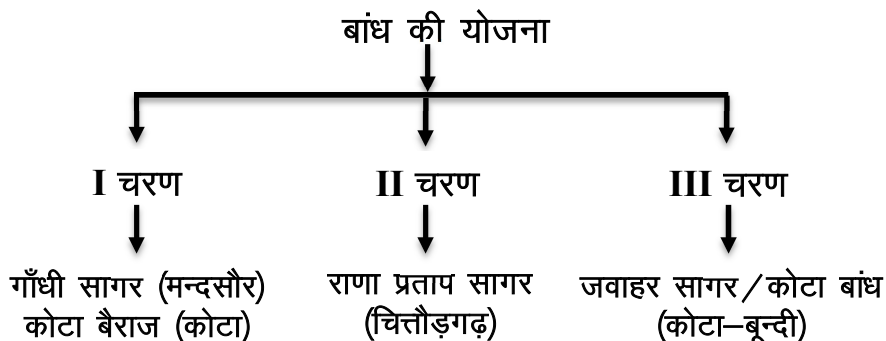 बांध की योजना
I चरण
II चरण
III चरण
गाँधी सागर (मन्दसौर)
कोटा बैराज (कोटा)
राणा प्रताप सागर
(चित्तौड़गढ़)
जवाहर सागर/कोटा बांध
(कोटा–बून्दी)